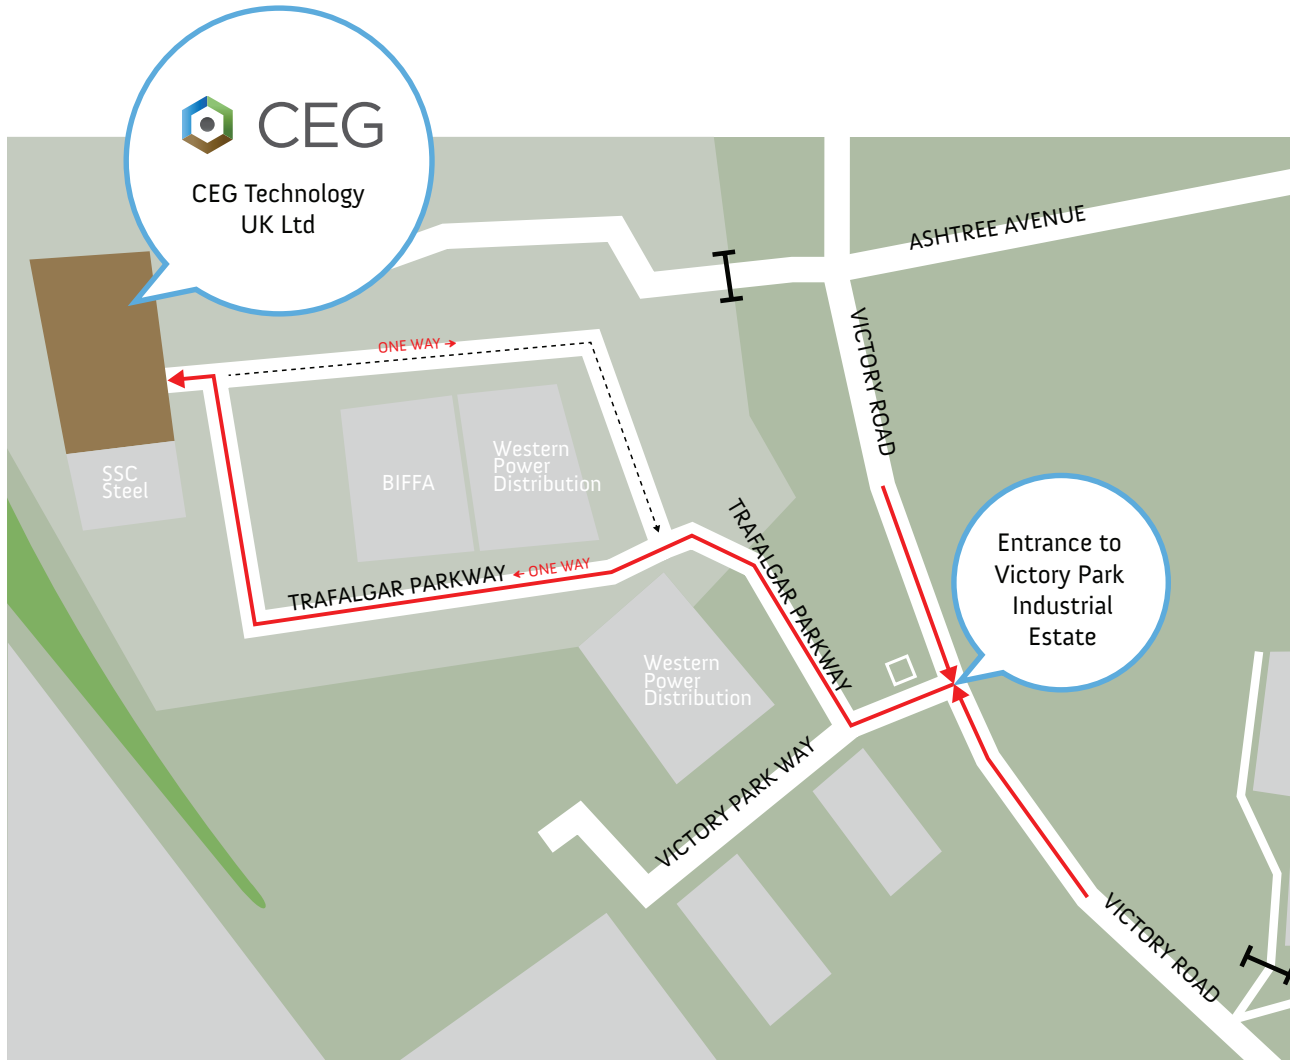 CEG
CEG Technology
UK Ltd
ASHTREE AVENUE
VICTORY ROAD
ONE WAY →
SSC
Steel
BIFFA
Western
Power
Distribution
TRAFALGAR PARKWAY
← ONE WAY
TRAFALGAR PARKWAY
Entrance to
Victory Park
Industrial
Estate
Western
Power
Distribution
VICTORY PARK WAY
VICTORY ROAD